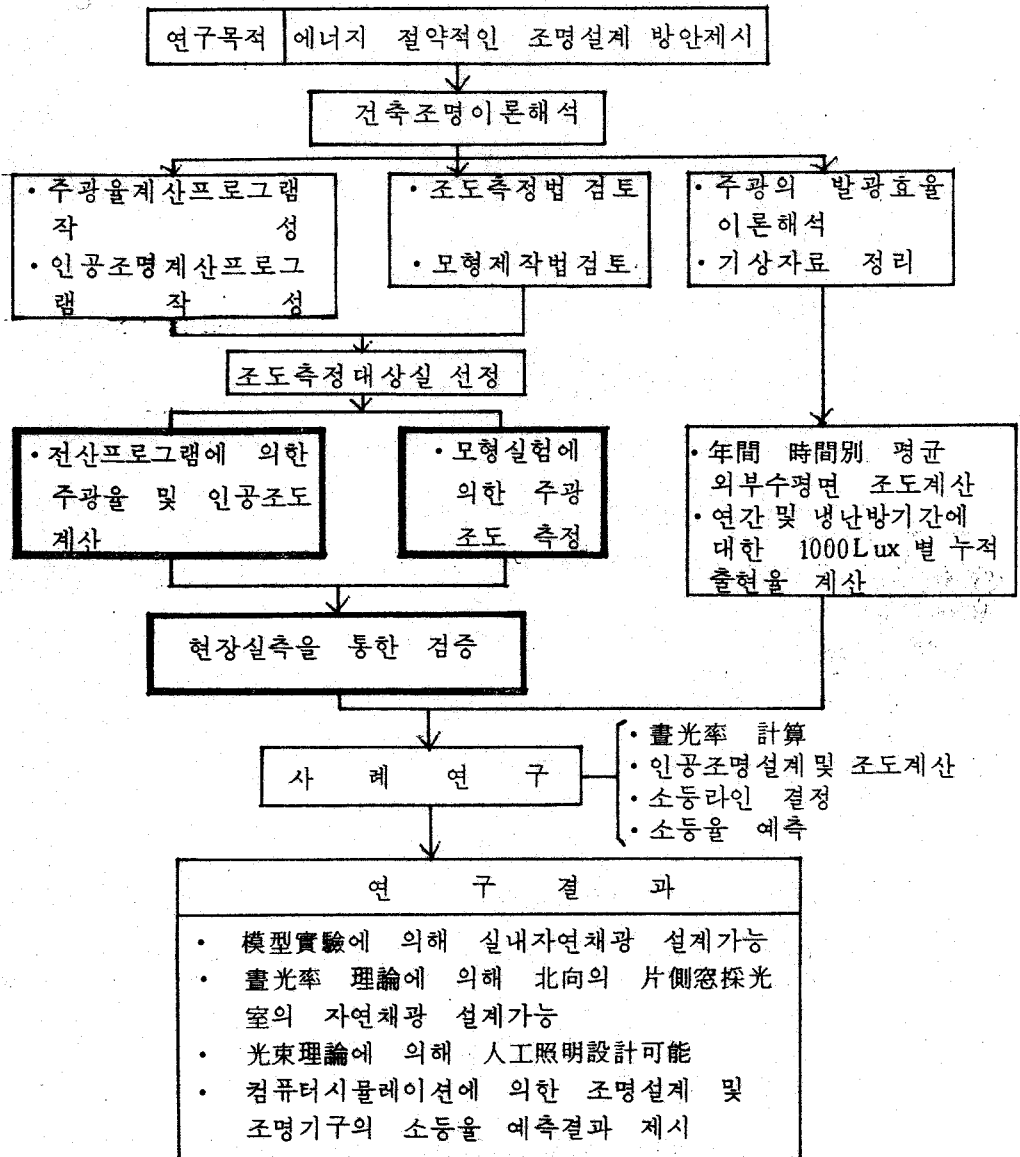 연구목적 에너지 절약적인 조명설계 방안제시
건축조명이론해석
· 주광율계산프로그램
작 성
· 인공조명계산프로그
램 작 성
· 조도측정법 검토
· 모형제작법검토
· 주광의 발광효율
이론해석
· 기상자료 정리
조도측정대상실 선정
· 전산프로그램에 의한
주광율 및 인공조도
계산
· 모형실험에
의한 주광
조도 측정
· 年間 時間別 평균
외부수평면 조도계산
· 연간 및 냉난방기간에
대한 1000Lux 별 누적
출현율 계산
현장실측을 통한 검증
사 례 연 구
· 晝光率 計算
· 인공조명설계 및 조도계산
· 소등라인 결정
· 소등율 예측
연 구 결 과
· 模型實驗에 의해 실내자연채광 설계가능
· 晝光率 理論에 의해 北向의 片側窓採光
室의 자연채광 설계가능
· 光束理論에 의해 人工照明設計可能
· 컴퓨터시뮬레이션에 의한 조명설계 및
조명기구의 소등율 예측결과 제시